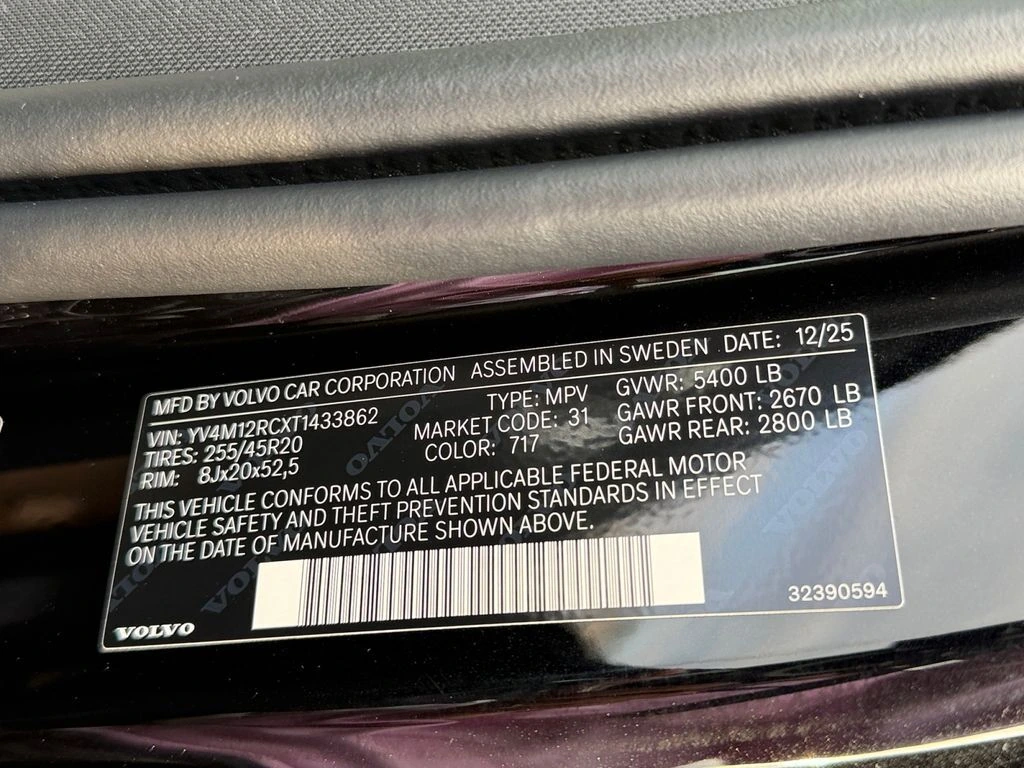 MFD BY VOLVO CAR CORPORATION ASSEMBLED IN SWEDEN DATE: 12/25
VIN: YV4M12RCXT1433862 TYPE: MPV GVWR: 5400 LB
TIRES: 255/45R20 MARKET CODE: 31 GAWR FRONT: 2670 LB
RIM: 8Jx20x52,5 COLOR: 717 GAWR REAR: 2800 LB
THIS VEHICLE CONFORMS TO ALL APPLICABLE FEDERAL MOTOR
VEHICLE SAFETY AND THEFT PREVENTION STANDARDS IN EFFECT
ON THE DATE OF MANUFACTURE SHOWN ABOVE.
VOLVO 32390594